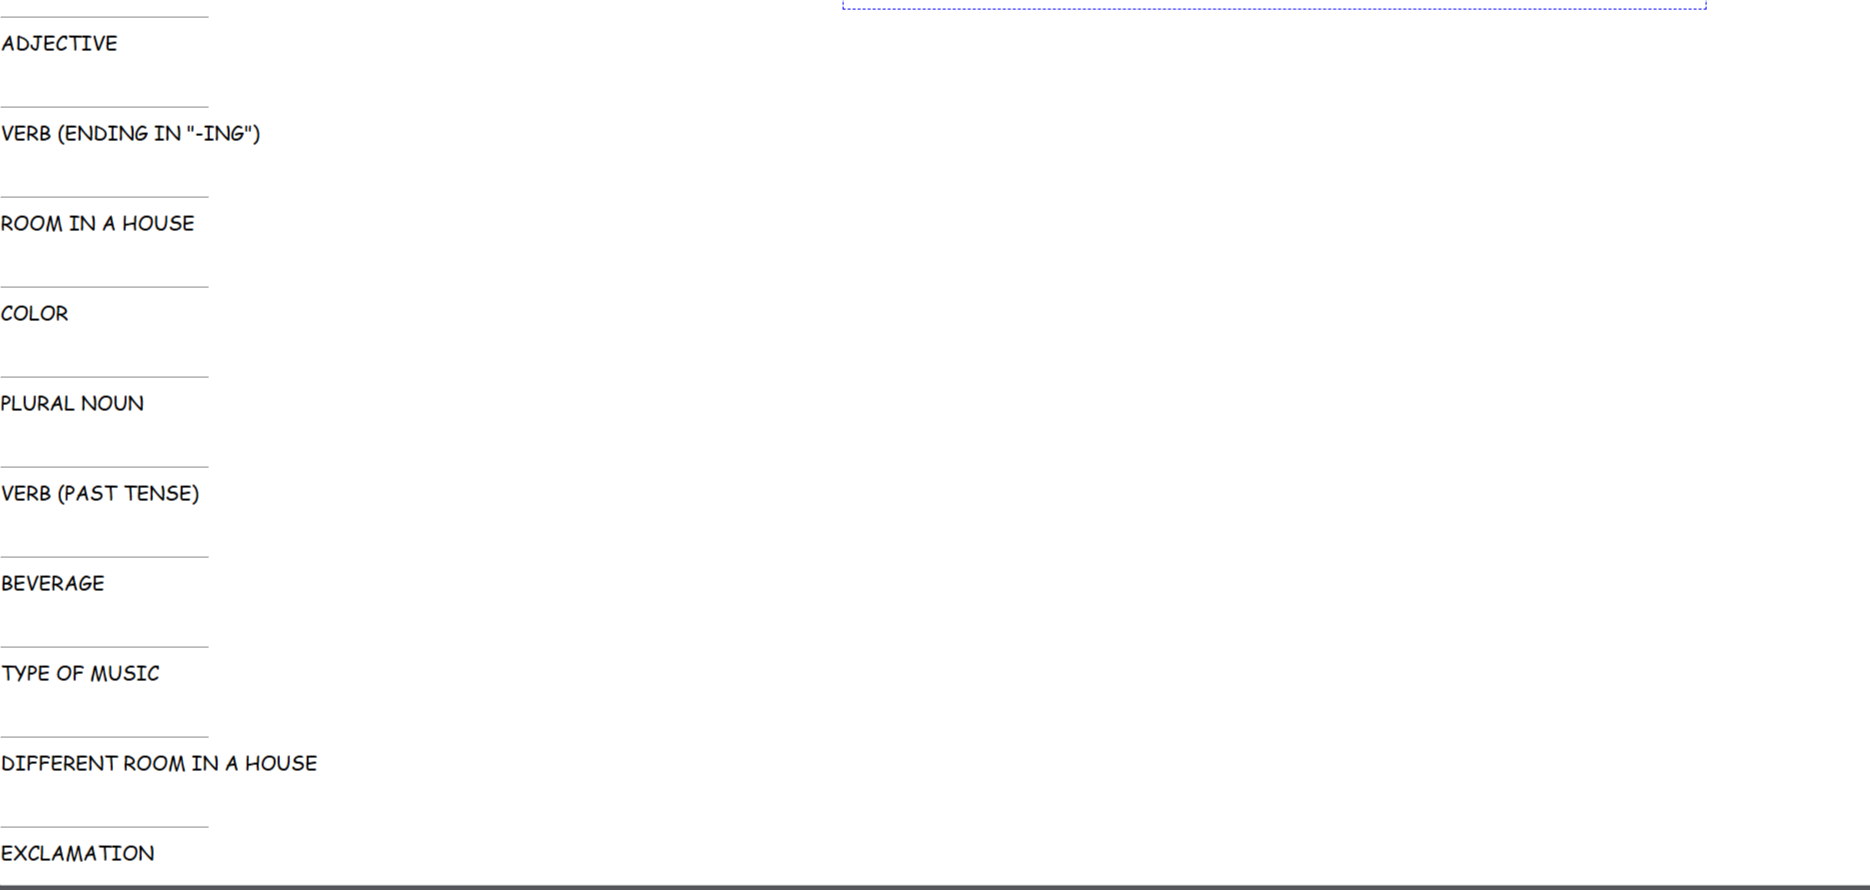 ADJECTIVE
VERB (ENDING IN "-ING")
ROOM IN A HOUSE
COLOR
PLURAL NOUN
VERB (PAST TENSE)
BEVERAGE
TYPE OF MUSIC
DIFFERENT ROOM IN A HOUSE
EXCLAMATION